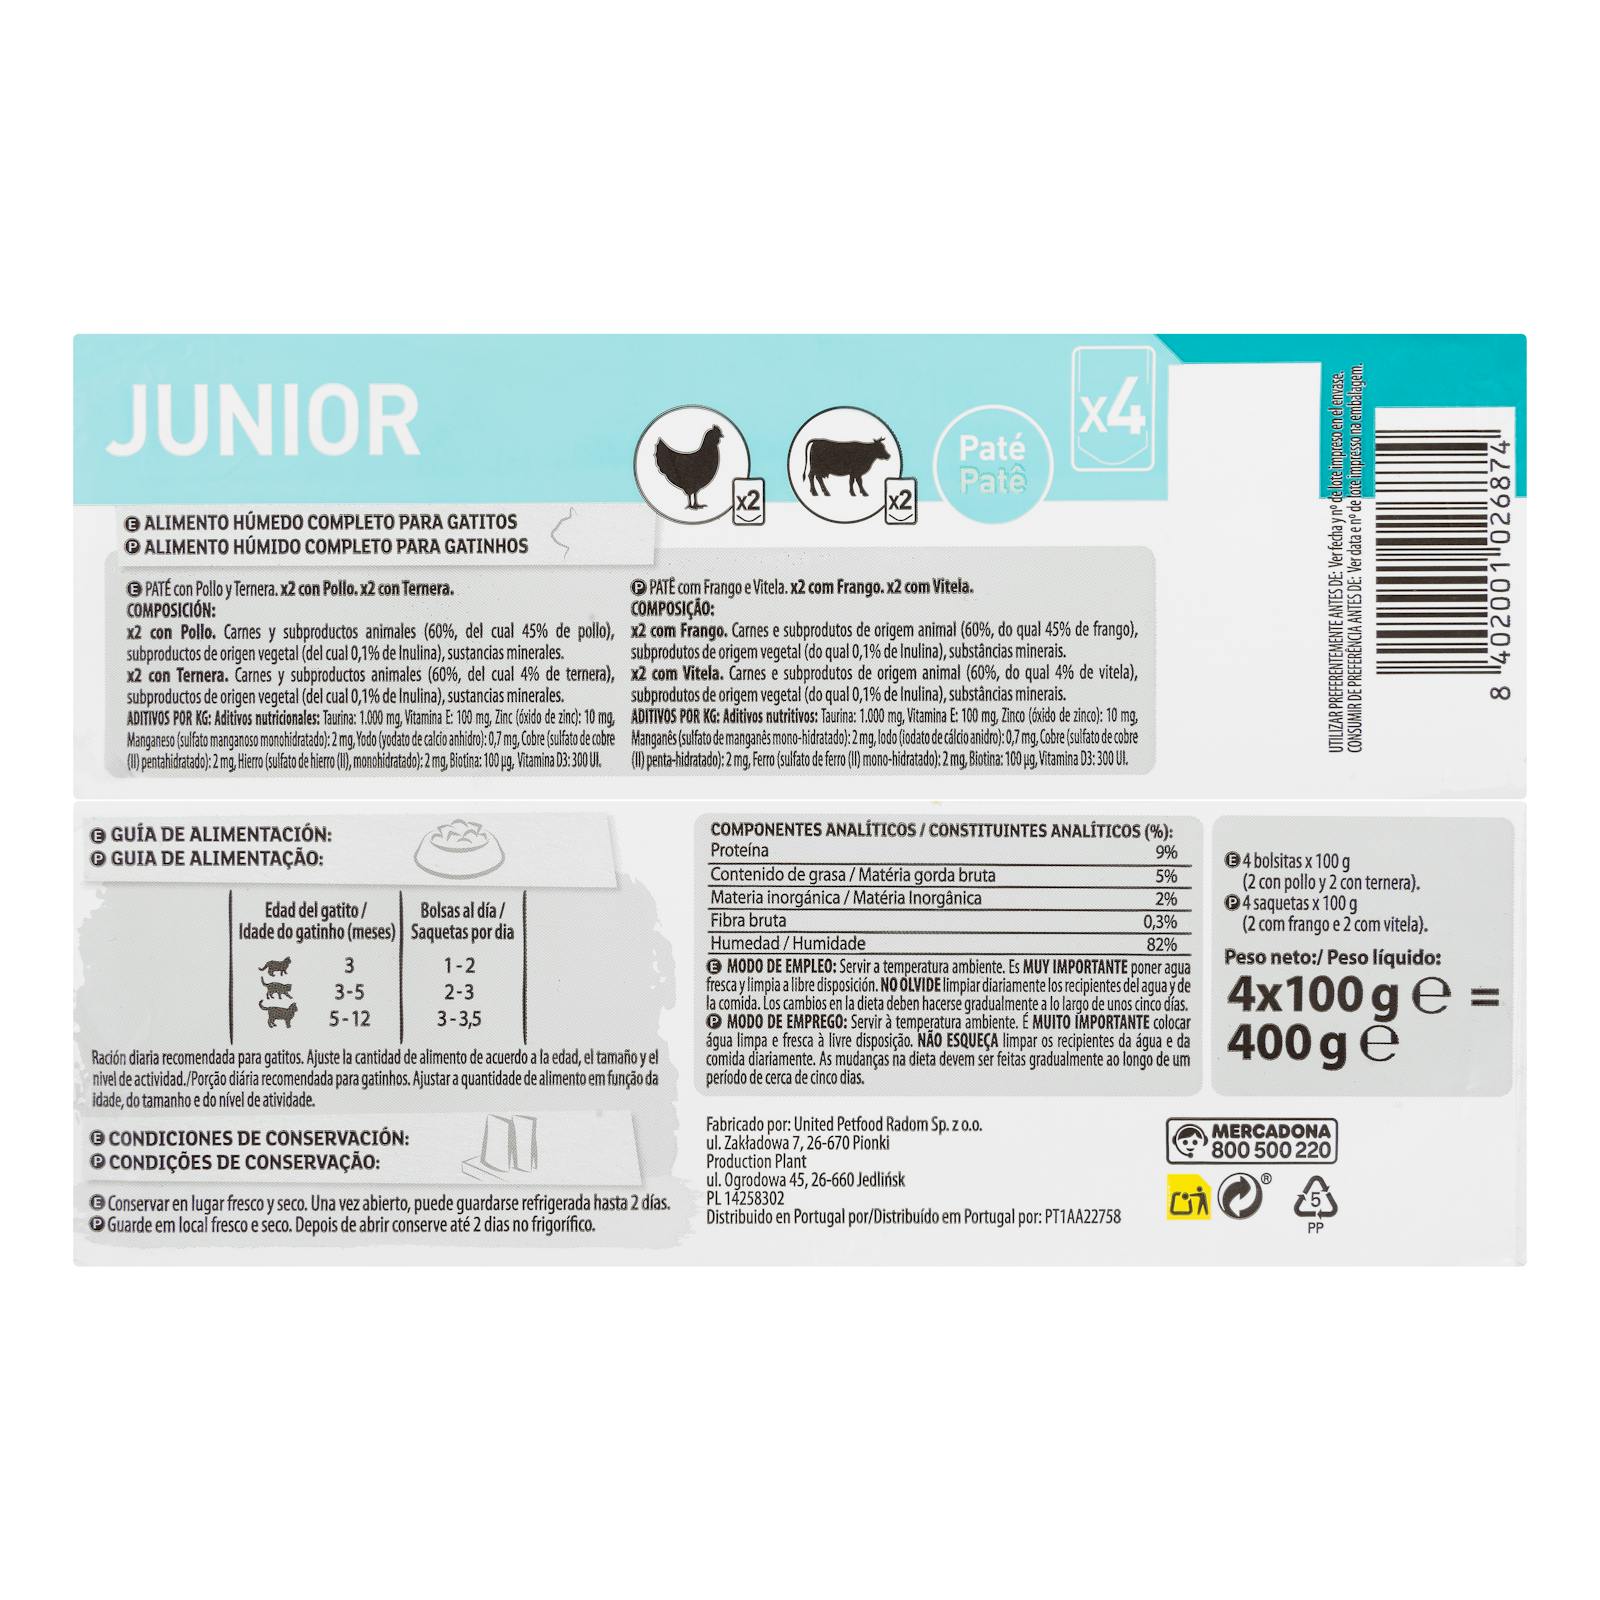 JUNIOR
x2
x2
Paté
Patê
x4
E ALIMENTO HÚMEDO COMPLETO PARA GATITOS
P ALIMENTO HÚMIDO COMPLETO PARA GATINHOS
E PATÉ con Pollo y Ternera. x2 con Pollo. x2 con Ternera.
COMPOSICIÓN:
x2 con Pollo. Carnes y subproductos animales (60%, del cual 45% de pollo),
subproductos de origen vegetal (del cual 0,1% de Inulina), sustancias minerales.
x2 con Ternera. Carnes y subproductos animales (60%, del cual 4% de ternera),
subproductos de origen vegetal (del cual 0,1% de Inulina), sustancias minerales.
ADITIVOS POR KG: Aditivos nutricionales: Taurina: 1.000 mg, Vitamina E: 100 mg, Zinc (óxido de zinc): 10 mg,
Manganeso (sulfato manganoso monohidratado): 2 mg, Yodo (yodato de calcio anhidro): 0,7 mg, Cobre (sulfato de cobre
(II) pentahidratado): 2 mg, Hierro (sulfato de hierro (II), monohidratado): 2 mg, Biotina: 100 µg, Vitamina D3: 300 UI.
P PATÊ com Frango e Vitela. x2 com Frango. x2 com Vitela.
COMPOSIÇÃO:
x2 com Frango. Carnes e subprodutos de origem animal (60%, do qual 45% de frango),
subprodutos de origem vegetal (do qual 0,1% de Inulina), substâncias minerais.
x2 com Vitela. Carnes e subprodutos de origem animal (60%, do qual 4% de vitela),
subprodutos de origem vegetal (do qual 0,1% de Inulina), substâncias minerais.
ADITIVOS POR KG: Aditivos nutritivos: Taurina: 1.000 mg, Vitamina E: 100 mg, Zinco (óxido de zinco): 10 mg,
Manganês (sulfato de manganês mono-hidratado): 2 mg, Iodo (iodato de cálcio anidro): 0,7 mg, Cobre (sulfato de cobre
(II) penta-hidratado): 2 mg, Ferro (sulfato de ferro (II) mono-hidratado): 2 mg, Biotina: 100 µg, Vitamina D3: 300 UI.
UTILIZAR PREFERENTEMENTE ANTES DE: Ver fecha y nº de lote impreso en el envase.
CONSUMIR DE PREFERÊNCIA ANTES DE: Ver data e nº de lote impresso na embalagem.
8 402001 026874
E GUÍA DE ALIMENTACIÓN:
P GUIA DE ALIMENTAÇÃO:
Edad del gatito /
Idade do gatinho (meses)
Bolsas al día /
Saquetas por dia
3 1-2
3-5 2-3
5-12 3-3,5
Ración diaria recomendada para gatitos. Ajuste la cantidad de alimento de acuerdo a la edad, el tamaño y el
nivel de actividad./Porção diária recomendada para gatinhos. Ajustar a quantidade de alimento em função da
idade, do tamanho e do nível de atividade.
E CONDICIONES DE CONSERVACIÓN:
P CONDIÇÕES DE CONSERVAÇÃO:
E Conservar en lugar fresco y seco. Una vez abierto, puede guardarse refrigerada hasta 2 días.
P Guarde em local fresco e seco. Depois de abrir conserve até 2 dias no frigorífico.
COMPONENTES ANALÍTICOS / CONSTITUINTES ANALÍTICOS (%):
Proteína 9%
Contenido de grasa / Matéria gorda bruta 5%
Materia inorgánica / Matéria Inorgânica 2%
Fibra bruta 0,3%
Humedad / Humidade 82%
E MODO DE EMPLEO: Servir a temperatura ambiente. Es MUY IMPORTANTE poner agua
fresca y limpia a libre disposición. NO OLVIDE limpiar diariamente los recipientes del agua y de
la comida. Los cambios en la dieta deben hacerse gradualmente a lo largo de unos cinco días.
P MODO DE EMPREGO: Servir à temperatura ambiente. É MUITO IMPORTANTE colocar
água limpa e fresca à livre disposição. NÃO ESQUEÇA limpar os recipientes da água e da
comida diariamente. As mudanças na dieta devem ser feitas gradualmente ao longo de um
período de cerca de cinco dias.
Fabricado por: United Petfood Radom Sp. z o.o.
ul. Zakładowa 7, 26-670 Pionki
Production Plant
ul. Ogrodowa 45, 26-660 Jedlińsk
PL 14258302
Distribuido en Portugal por/Distribuído em Portugal por: PT1AA22758
E 4 bolsitas x 100 g
(2 con pollo y 2 con ternera).
P 4 saquetas x 100 g
(2 com frango e 2 com vitela).
Peso neto:/ Peso líquido:
4x100 g e =
400 g e
MERCADONA
800 500 220
®
5
PP